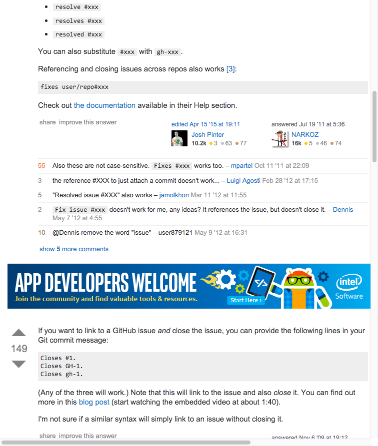 resolve #xxx
resolves #xxx
resolved #xxx
You can also substitute #xxx with gh-xxx .
Referencing and closing issues across repos also works [3]:
fixes user/repo#xxx
Check out the documentation available in their Help section.
share improve this answer
edited Apr 15 '15 at 19:17
Josh Pinter
10.2k 3 63 77
answered Jul 19 '11 at 5:36
NARKOZ
16k 5 46 74
55 Also these are not case-sensitive. Fixes #xxx works too. – mpartel Oct 11 '11 at 22:09
3 the reference #XXX to just attach a commit doesn't work... – Luigi Agosti Feb 28 '12 at 17:15
5 "Resolved issue #XXX" also works – jamolkhon Mar 11 '12 at 11:55
2 Fix issue #xxx doesn't work for me, any ideas? It references the issue, but doesn't close it. – Dennis
May 7 '12 at 4:55
10 @Dennis remove the word "issue" – user879121 May 9 '12 at 16:31
show 5 more comments
APP DEVELOPERS WELCOME
Join the community and find valuable tools & resources.
Start Here
</>
intel
Software
If you want to link to a GitHub issue and close the issue, you can provide the following lines in your
Git commit message:
149
Closes #1.
Closes GH-1.
Closes gh-1.
(Any of the three will work.) Note that this will link to the issue and also close it. You can find out
more in this blog post (start watching the embedded video at about 1:40).
I'm not sure if a similar syntax will simply link to an issue without closing it.
share improve this answer
answered Nov 6 '09 at 19:12